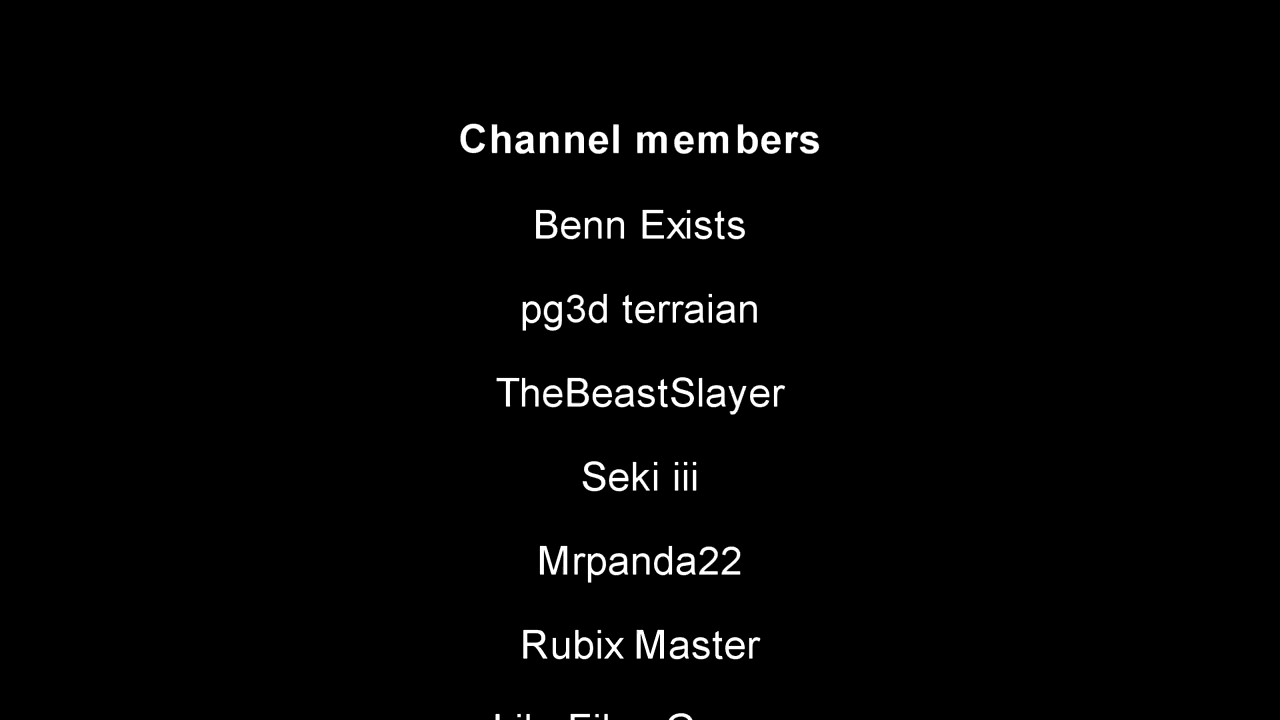 Channel members
Benn Exists
pg3d terraian
TheBeastSlayer
Seki iii
Mrpanda22
Rubix Master